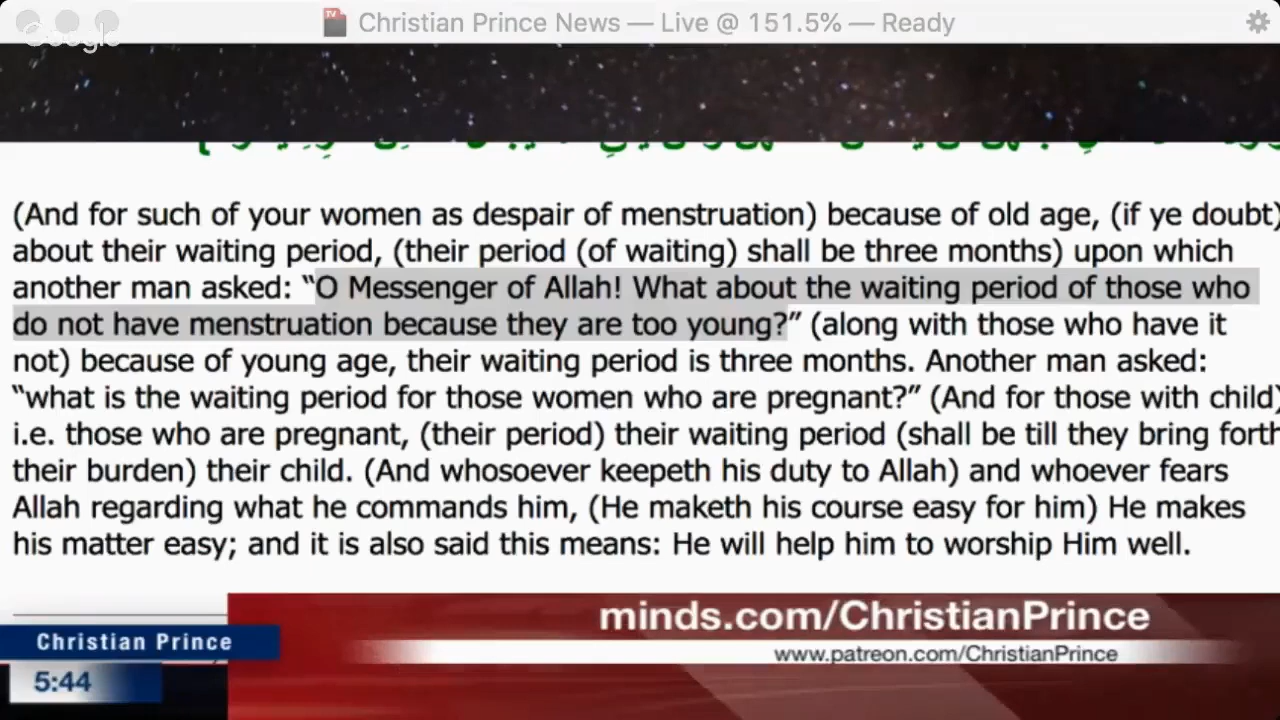 TV
Christian Prince News — Live @ 151.5% — Ready
Google
(And for such of your women as despair of menstruation) because of old age, (if ye doubt)
about their waiting period, (their period (of waiting) shall be three months) upon which
another man asked: “O Messenger of Allah! What about the waiting period of those who
do not have menstruation because they are too young?” (along with those who have it
not) because of young age, their waiting period is three months. Another man asked:
“what is the waiting period for those women who are pregnant?” (And for those with child)
i.e. those who are pregnant, (their period) their waiting period (shall be till they bring forth
their burden) their child. (And whosoever keepeth his duty to Allah) and whoever fears
Allah regarding what he commands him, (He maketh his course easy for him) He makes
his matter easy; and it is also said this means: He will help him to worship Him well.
minds.com/ChristianPrince
Christian Prince
www.patreon.com/ChristianPrince
5:44